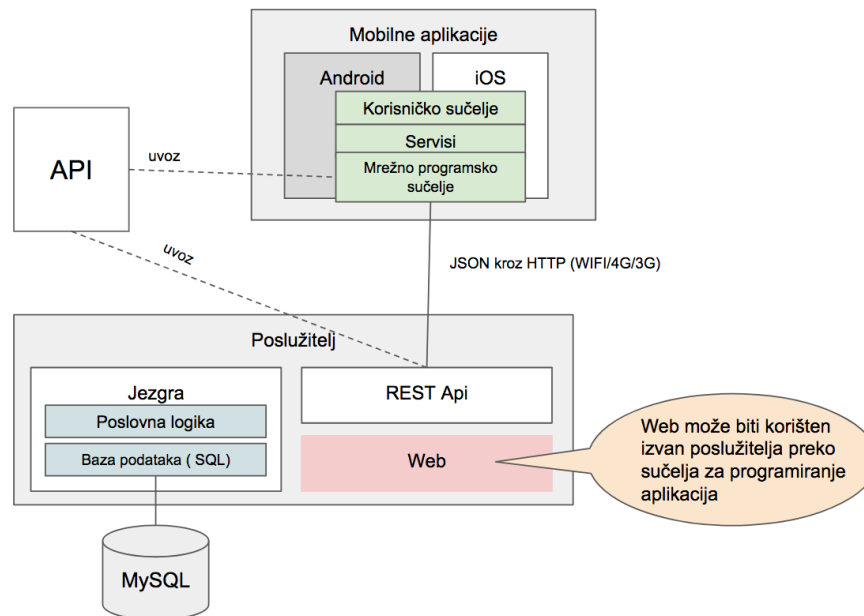 Mobilne aplikacije
Android
iOS
Korisničko sučelje
Servisi
Mrežno programsko
sučelje
API
uvoz
uvoz
JSON kroz HTTP (WIFI/4G/3G)
Poslužitelj
Jezgra
Poslovna logika
Baza podataka ( SQL)
REST Api
Web
Web može biti korišten
izvan poslužitelja preko
sučelja za programiranje
aplikacija
MySQL